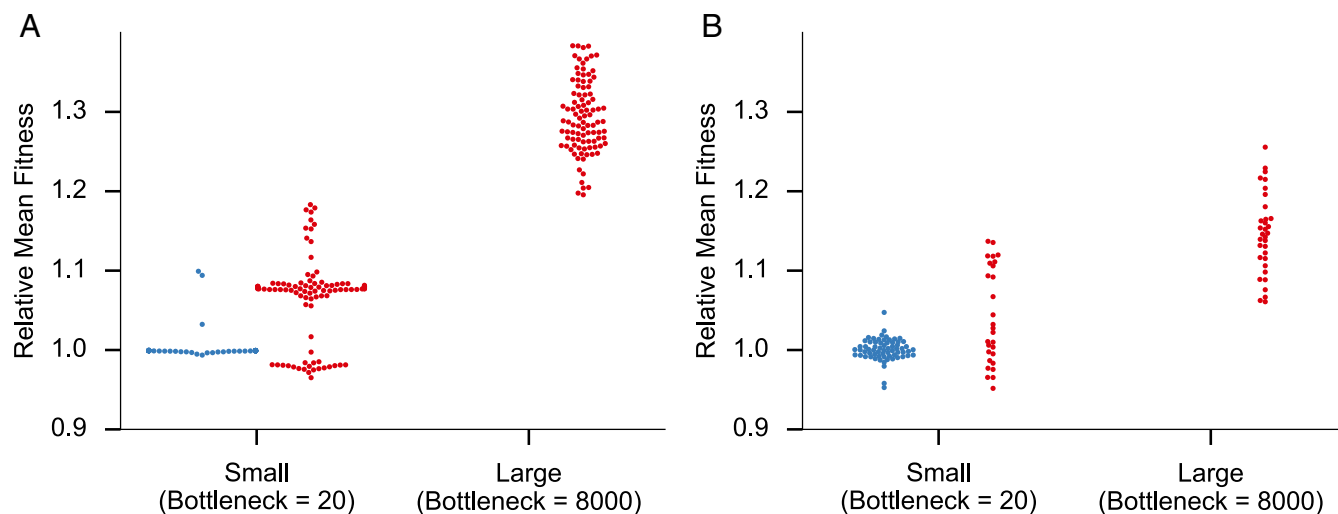 A
Relative Mean Fitness
1.3
1.2
1.1
1.0
0.9
Small
(Bottleneck = 20)
Large
(Bottleneck = 8000)
B
Relative Mean Fitness
1.3
1.2
1.1
1.0
0.9
Small
(Bottleneck = 20)
Large
(Bottleneck = 8000)